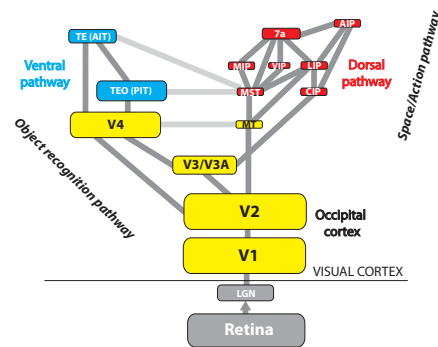 AIP
7a
TE (AIT)
MIP
VIP
LIP
Ventral
pathway
Dorsal
pathway
Space/Action pathway
TEO (PIT)
MST
CIP
V4
MT
Object recognition pathway
V3/V3A
V2
Occipital
cortex
V1
VISUAL CORTEX
LGN
Retina